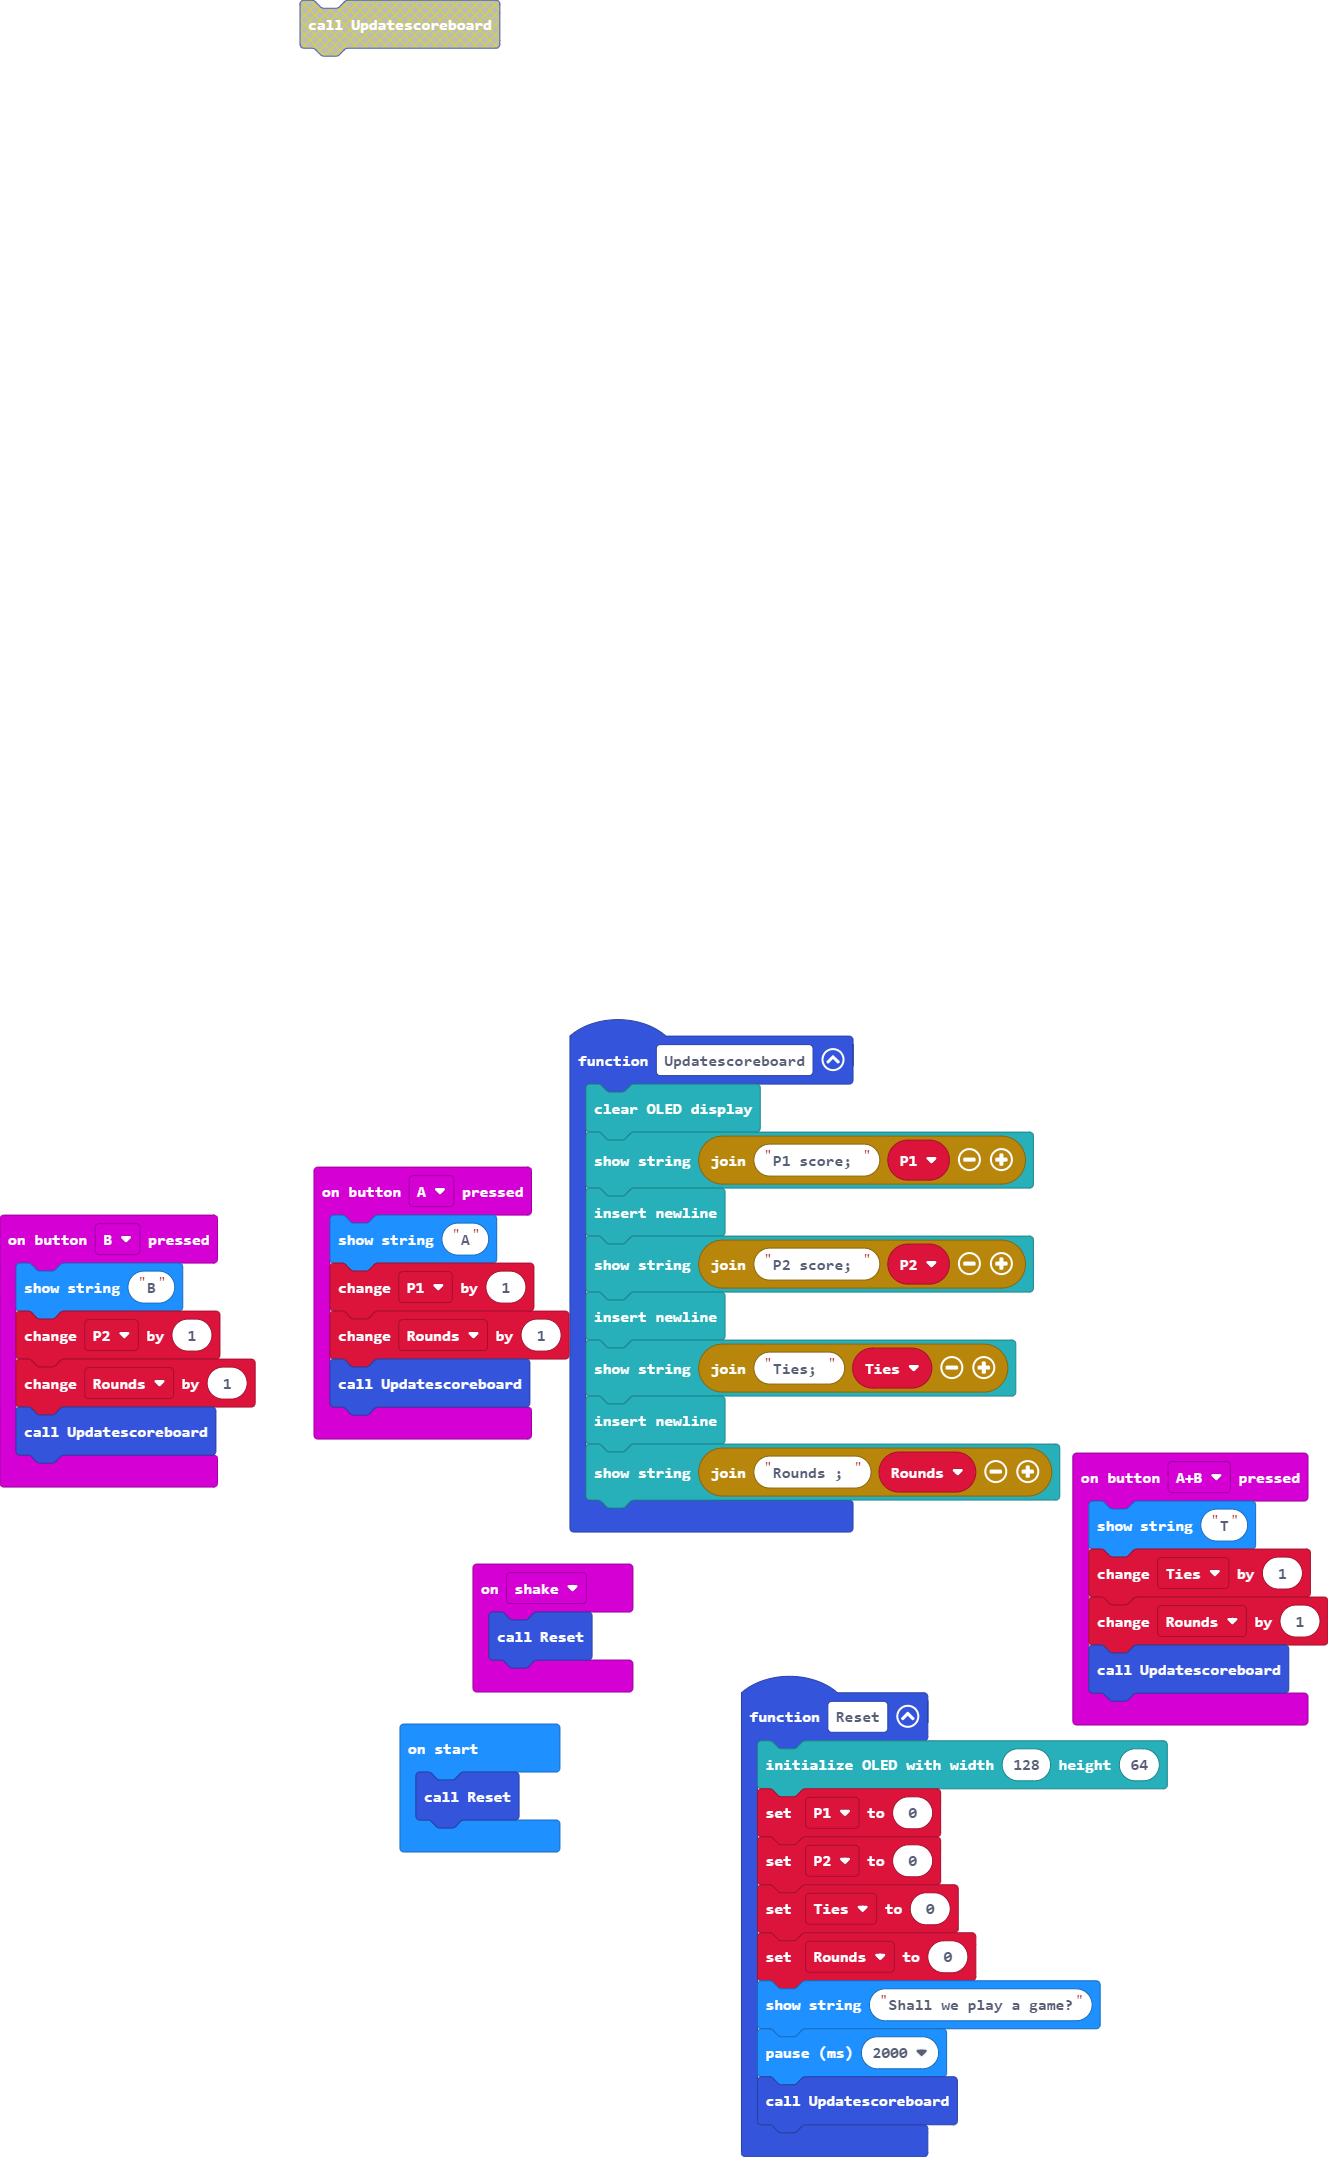 call Updatescoreboard
function Updatescoreboard
clear OLED display
show string join "P1 score; " P1
insert newline
show string join "P2 score; " P2
insert newline
show string join "Ties; " Ties
insert newline
show string join "Rounds ; " Rounds
on button A pressed
show string "A"
change P1 by 1
change Rounds by 1
call Updatescoreboard
on button B pressed
show string "B"
change P2 by 1
change Rounds by 1
call Updatescoreboard
on button A+B pressed
show string "T"
change Ties by 1
change Rounds by 1
call Updatescoreboard
on shake
call Reset
on start
call Reset
function Reset
initialize OLED with width 128 height 64
set P1 to 0
set P2 to 0
set Ties to 0
set Rounds to 0
show string "Shall we play a game?"
pause (ms) 2000
call Updatescoreboard